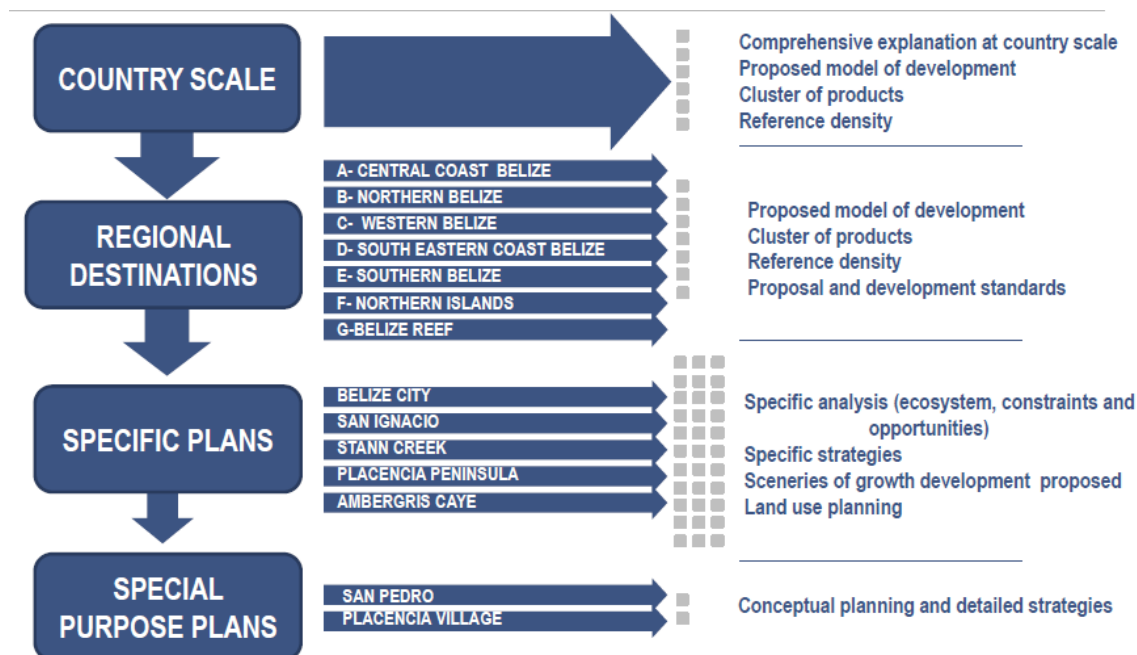 COUNTRY SCALE
Comprehensive explanation at country scale
Proposed model of development
Cluster of products
Reference density
REGIONAL
DESTINATIONS
A- CENTRAL COAST BELIZE
B- NORTHERN BELIZE
C- WESTERN BELIZE
D- SOUTH EASTERN COAST BELIZE
E- SOUTHERN BELIZE
F- NORTHERN ISLANDS
G-BELIZE REEF
Proposed model of development
Cluster of products
Reference density
Proposal and development standards
SPECIFIC PLANS
BELIZE CITY
SAN IGNACIO
STANN CREEK
PLACENCIA PENINSULA
AMBERGRIS CAYE
Specific analysis (ecosystem, constraints and
opportunities)
Specific strategies
Sceneries of growth development proposed
Land use planning
SPECIAL
PURPOSE PLANS
SAN PEDRO
PLACENCIA VILLAGE
Conceptual planning and detailed strategies